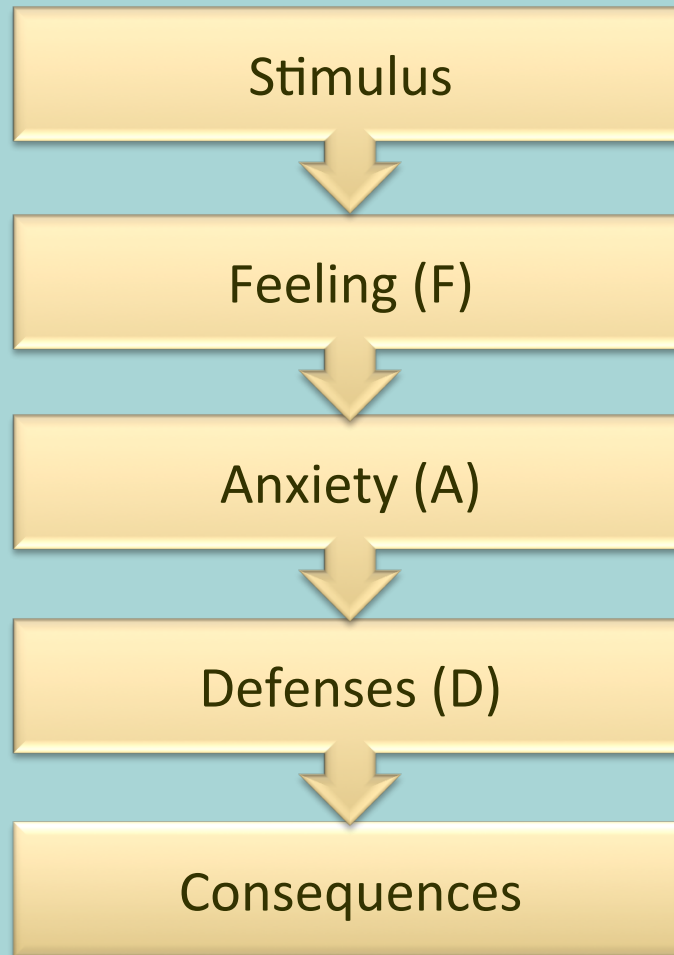 Stimulus
Feeling (F)
Anxiety (A)
Defenses (D)
Consequences